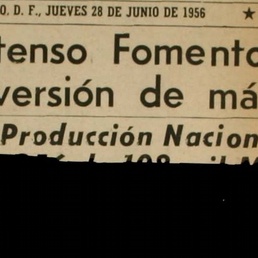 O. D. F., JUEVES 28 DE JUNIO DE 1956 ★
tenso Fomento
versión de má
Producción Nacion